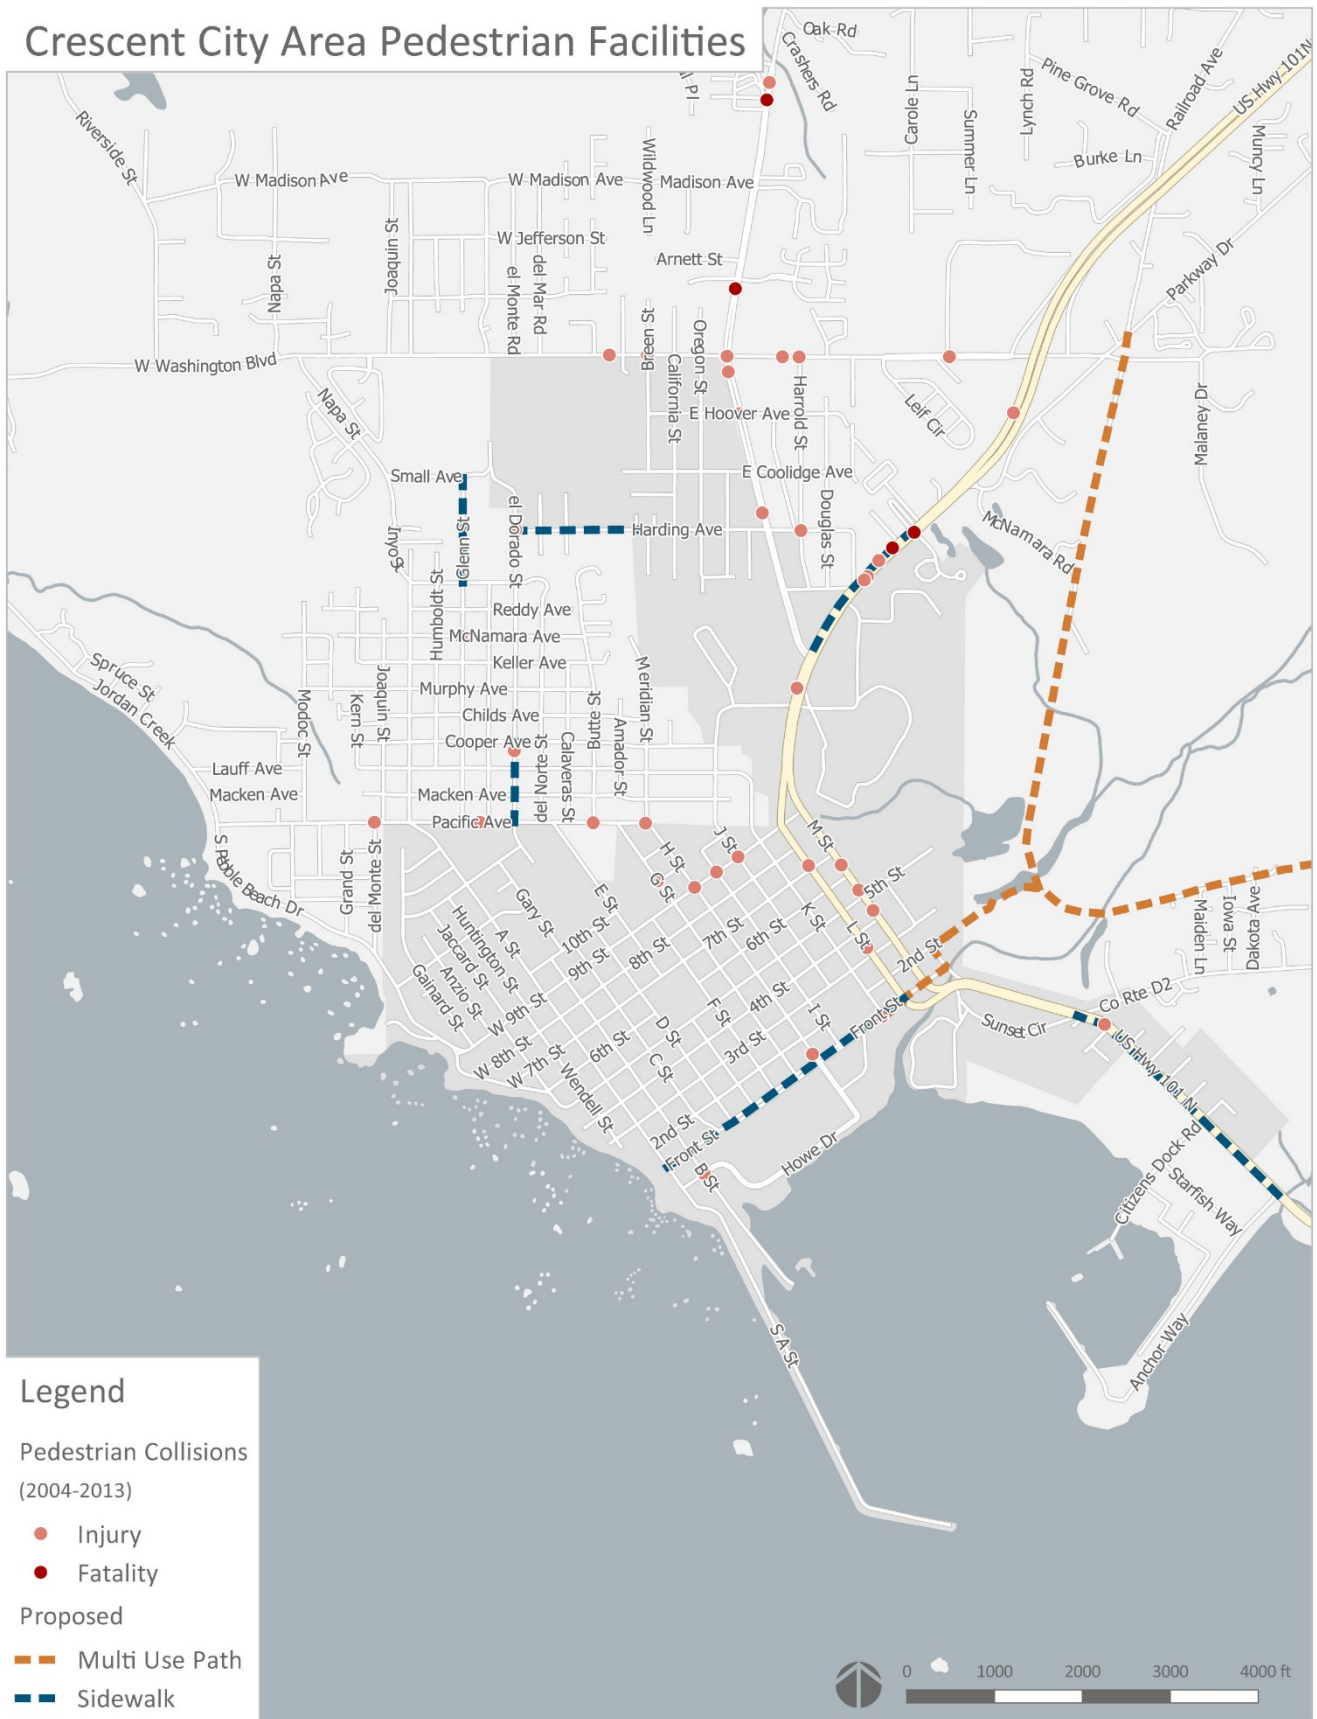 Crescent City Area Pedestrian Facilities
Oak Rd
Crashers Rd
Carole Ln
Summer Ln
Lynch Rd
Pine Grove Rd
Railroad Ave
US Hwy 101N
Burke Ln
Muncy Ln
Riverside St
W Madison Ave
W Madison Ave
Wildwood Ln
Madison Ave
Joaquin St
W Jefferson St
Napa St
el Monte Rd
del Mar Rd
Arnett St
Parkway Dr
W Washington Blvd
Breen St
Oregon St
California St
Napa St
E Hoover Ave
Harrold St
Leif Cir
Malaney Dr
Small Ave
E Coolidge Ave
el Dorado St
Harding Ave
Douglas St
McNamara Rd
Inyo St
Glenn St
Humboldt St
Reddy Ave
McNamara Ave
Keller Ave
Spruce St
Jordan Creek
Modoc St
Kern St
Joaquin St
Murphy Ave
Meridian St
Childs Ave
Butte St
Amador St
Cooper Ave
del Norte St
Calaveras St
Lauff Ave
Macken Ave
Macken Ave
Pacific Ave
S Pebble Beach Dr
Grand St
del Monte St
M St
J St
H St
G St
5th St
E St
Gary St
10th St
K St
L St
A St
Huntington St
Jaccard St
Anzio St
Gainard St
9th St
8th St
7th St
6th St
2nd St
Maiden Ln
Iowa St
Dakota Ave
W 9th St
4th St
F St
I St
Front St
Co Rte D2
Sunset Cir
W 8th St
W 7th St
6th St
D St
C St
3rd St
Wendell St
US Hwy 101 N
2nd St
Front St
B St
Howe Dr
Citizens Dock Rd
Starfish Way
S A St
Anchor Way
Legend
Pedestrian Collisions
(2004-2013)
Injury
Fatality
Proposed
Multi Use Path
Sidewalk
0 1000 2000 3000 4000 ft